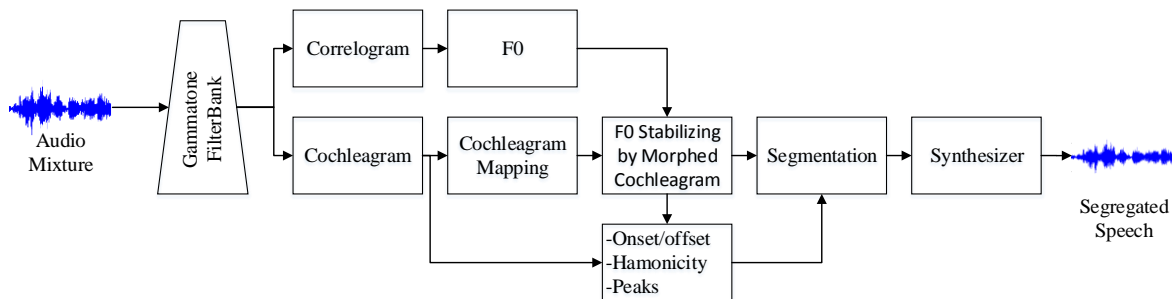 Audio
Mixture
Gammatone
FilterBank
Correlogram
F0
Cochleagram
Cochleagram
Mapping
F0 Stabilizing
by Morphed
Cochleagram
Segmentation
Synthesizer
Segregated
Speech
-Onset/offset
-Hamonicity
-Peaks